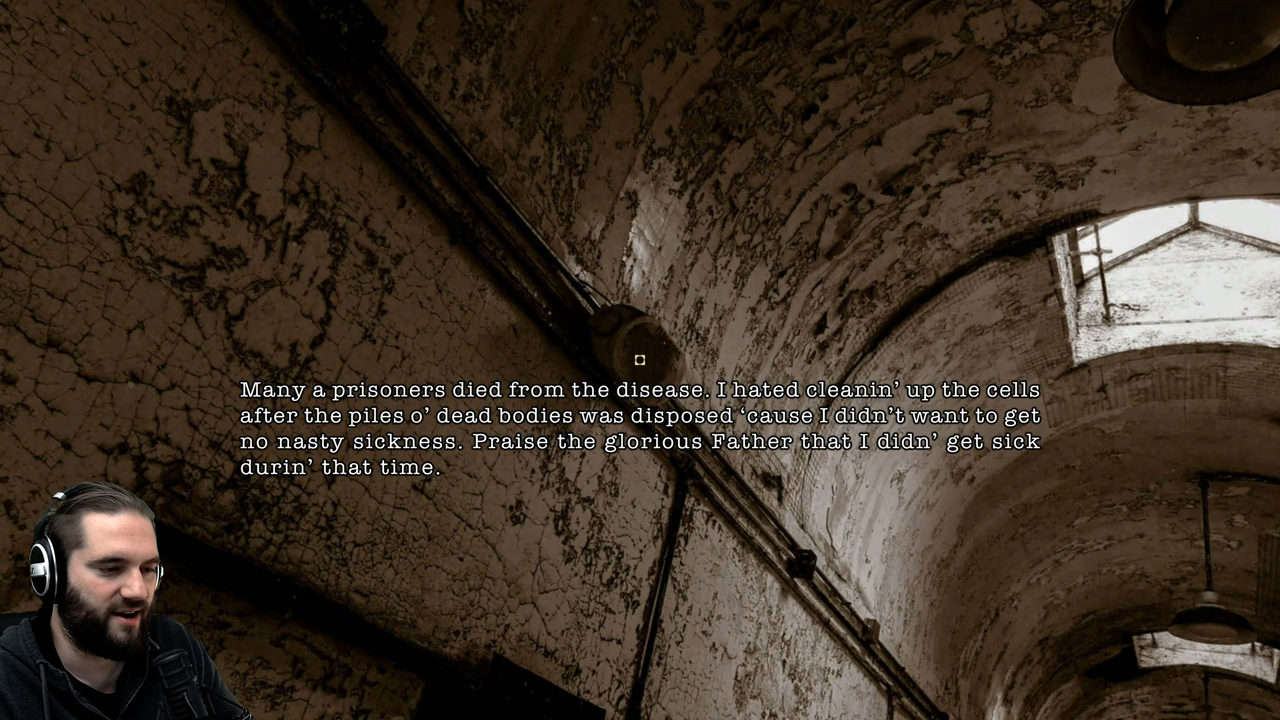 Many a prisoners died from the disease. I hated cleanin’ up the cells
after the piles o’ dead bodies was disposed ‘cause I didn’t want to get
no nasty sickness. Praise the glorious Father that I didn’ get sick
durin’ that time.